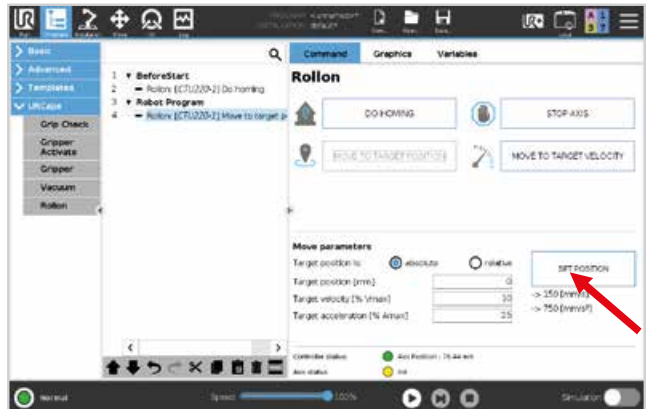 UR
Basic
Advanced
Templates
URCaps
Grip Check
Gripper
Activate
Gripper
Vacuum
Rollon
1 ▼ BeforeStart
2 Rollon: [CTU220-2] Do homing
3 ▼ Robot Program
4 Rollon: [CTU220-2] Move to target p
Command Graphics Variables
Rollon
DO HOMING
STOP AXIS
MOVE TO TARGET POSITION
MOVE TO TARGET VELOCITY
Move parameters
Target position is: absolute relative
SET POSITION
Target position [mm] 0
Target velocity [% Vmax] 10 -> 150 [mm/s]
Target acceleration [% Amax] 25 -> 750 [mm/s²]
Controller status Axis Position : 76.44 mm
Axis status
Normal
Speed 100%
Simulation